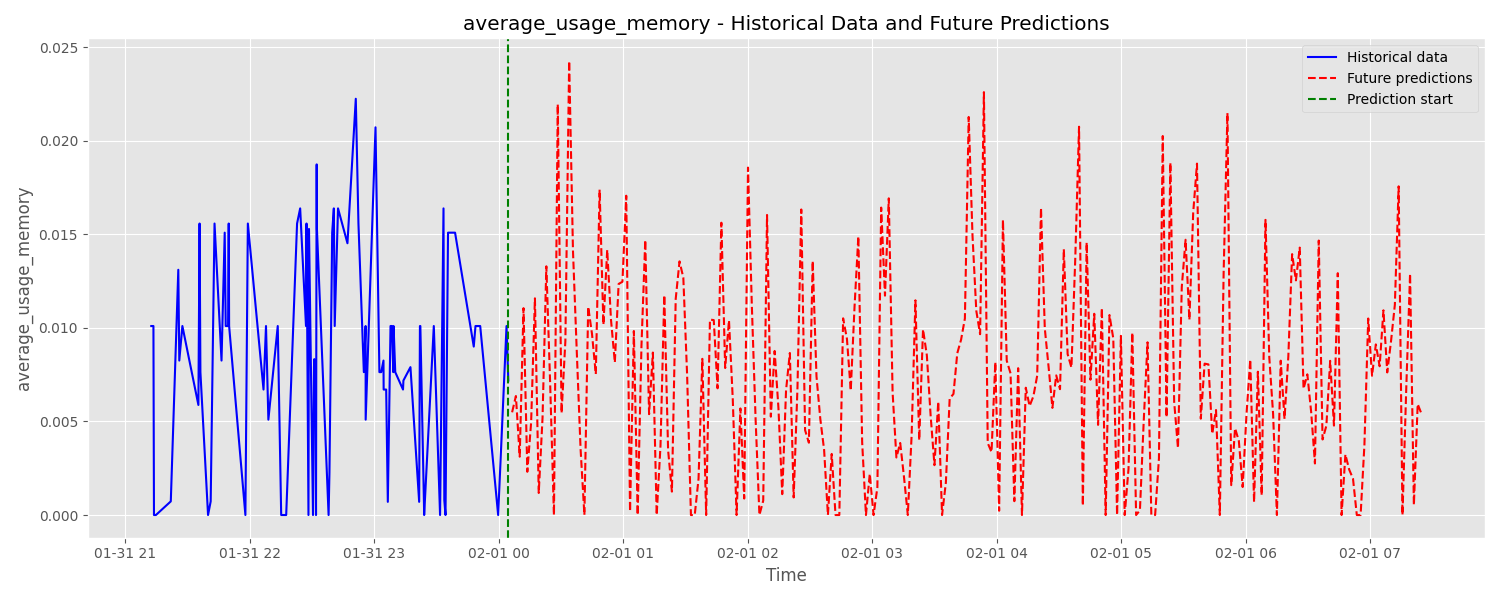 average_usage_memory - Historical Data and Future Predictions
0.025
0.020
0.015
0.010
0.005
0.000
average_usage_memory
Historical data
Future predictions
Prediction start
01-31 21
01-31 22
01-31 23
02-01 00
02-01 01
02-01 02
02-01 03
02-01 04
02-01 05
02-01 06
02-01 07
Time